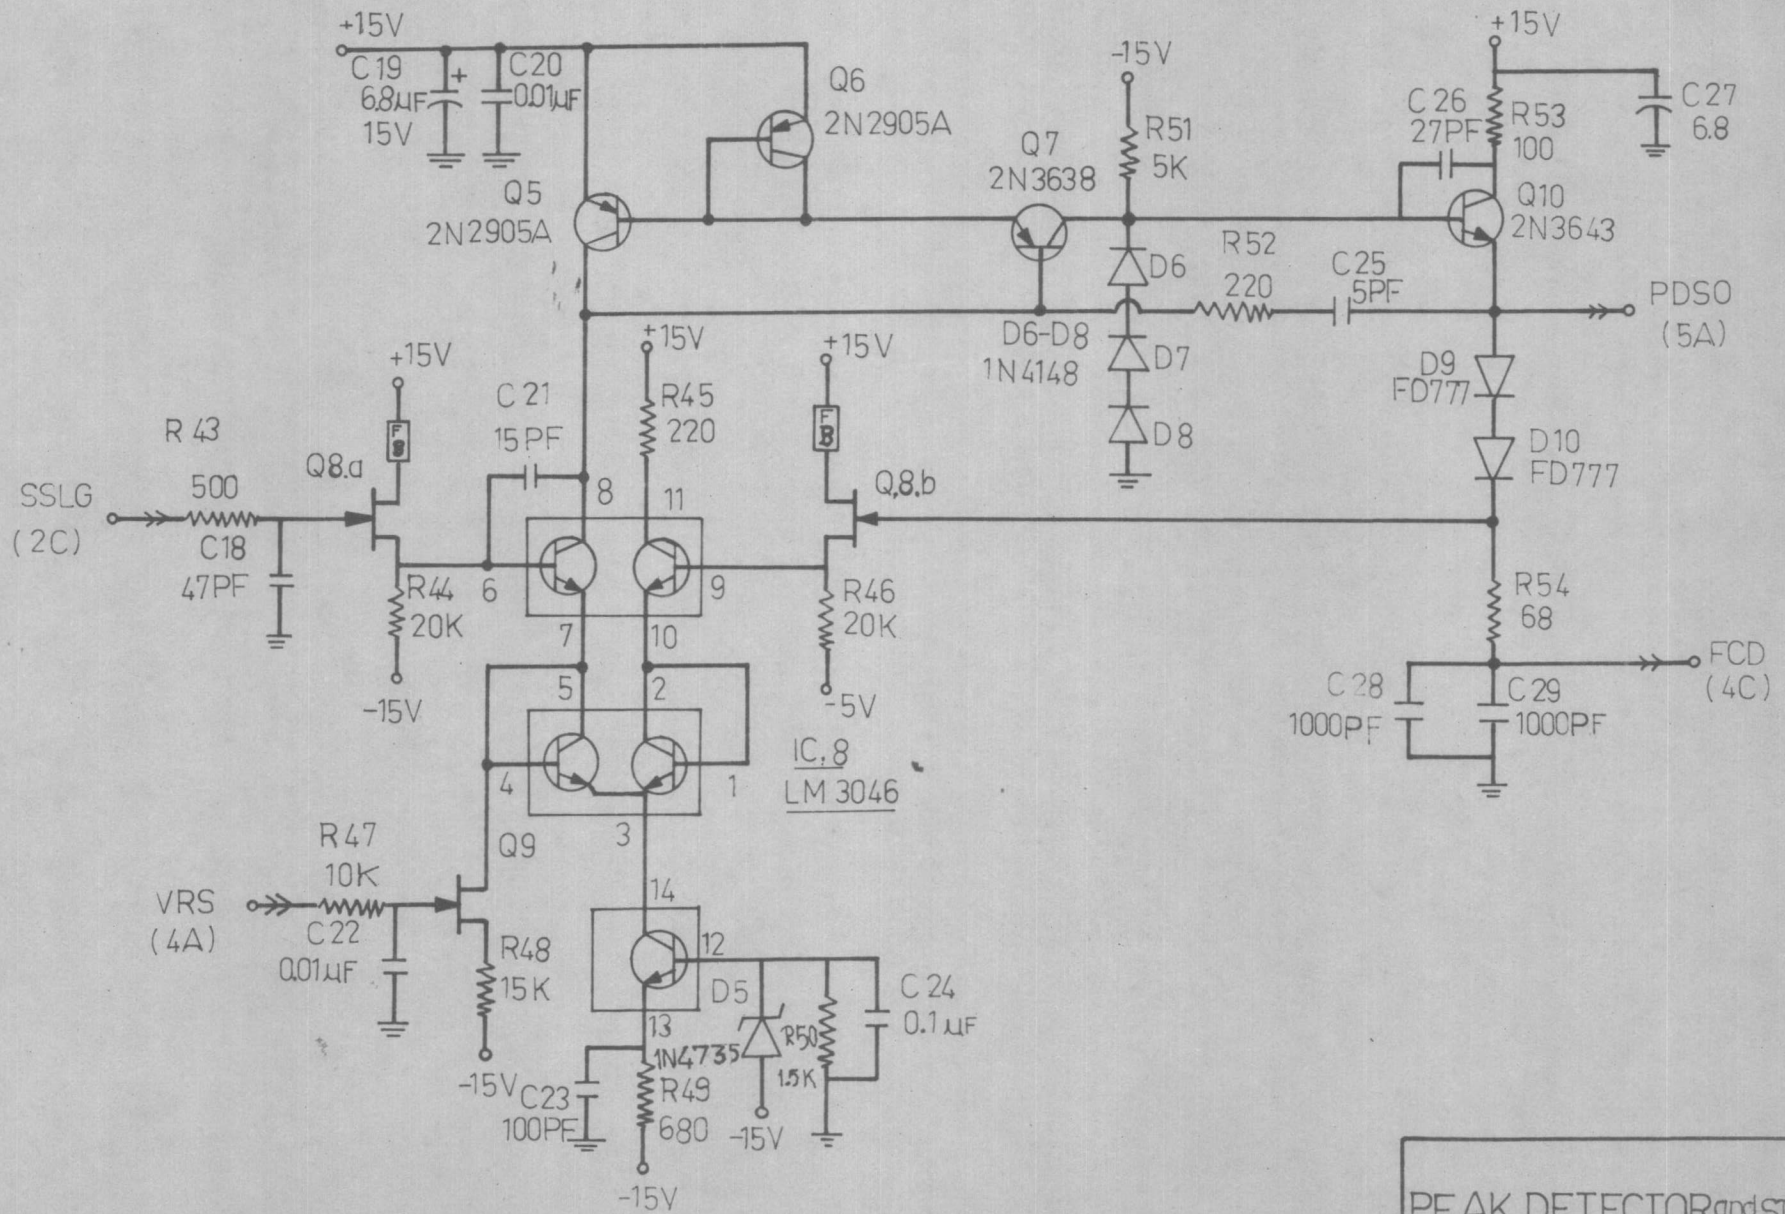 +15V
C19
6.8µF
15V
+
C20
0.01µF
Q6
2N2905A
Q5
2N2905A
Q7
2N3638
-15V
R51
5K
+15V
C26
27PF
R53
100
C27
6.8
Q10
2N3643
R52
220
C25
5PF
D6
PDSO
(5A)
D6-D8
1N4148
D7
D8
D9
FD777
D10
FD777
+15V
+15V
+15V
C21
15PF
R45
220
R43
500
Q8.a
FB
FB
Q.8.b
SSLG
(2C)
C18
47PF
8
11
6
9
R44
20K
R46
20K
7
10
-15V
-5V
R54
68
FCD
(4C)
C28
1000PF
C29
1000PF
5
2
4
1
IC.8
LM3046
3
Q9
R47
10K
VRS
(4A)
C22
0.01µF
R48
15K
-15V
14
12
13
D5
1N4735
R50
1.5K
C24
0.1µF
C23
100PF
R49
680
-15V
-15V
PEAK DETECTOR and ST